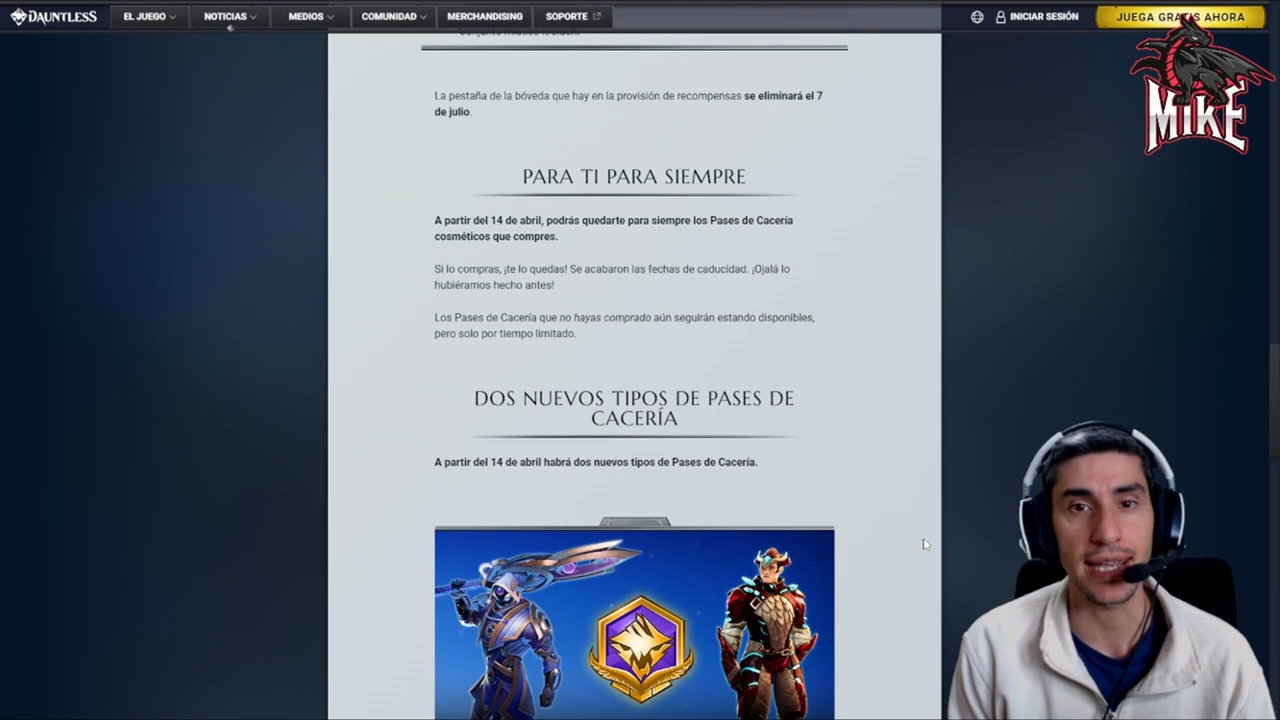 DAUNTLESS
EL JUEGO
NOTICIAS
MEDIOS
COMUNIDAD
MERCHANDISING
SOPORTE
INICIAR SESIÓN
JUEGA GRATIS AHORA
MIKE
La pestaña de la bóveda que hay en la provisión de recompensas se eliminará el 7
de julio.
PARA TI PARA SIEMPRE
A partir del 14 de abril, podrás quedarte para siempre los Pases de Cacería
cosméticos que compres.
Si lo compras, ¡te lo quedas! Se acabaron las fechas de caducidad. ¡Ojalá lo
hubiéramos hecho antes!
Los Pases de Cacería que no hayas comprado aún seguirán estando disponibles,
pero solo por tiempo limitado.
DOS NUEVOS TIPOS DE PASES DE
CACERÍA
A partir del 14 de abril habrá dos nuevos tipos de Pases de Cacería.